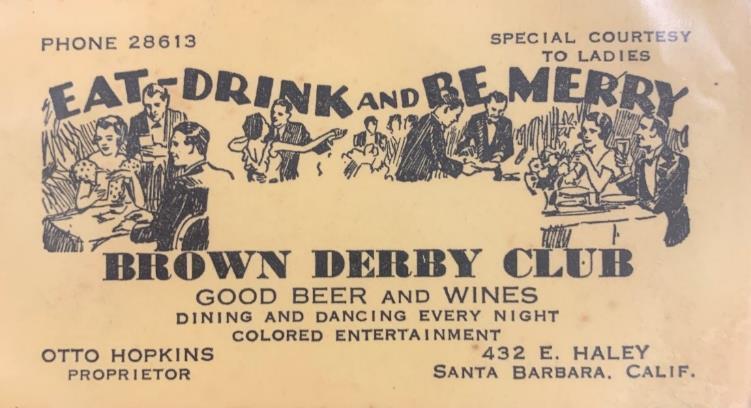 PHONE 28613
SPECIAL COURTESY
TO LADIES
EAT-DRINK AND BE MERRY
BROWN DERBY CLUB
GOOD BEER AND WINES
DINING AND DANCING EVERY NIGHT
COLORED ENTERTAINMENT
OTTO HOPKINS
PROPRIETOR
432 E. HALEY
SANTA BARBARA, CALIF.